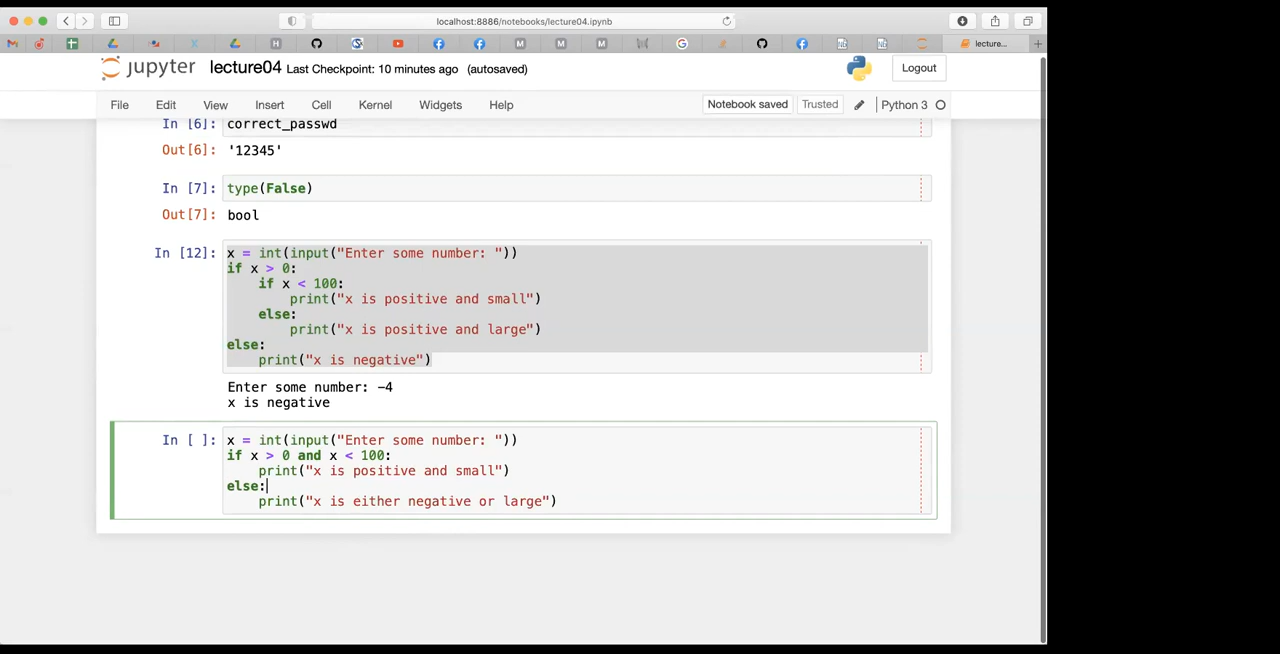 localhost:8886/notebooks/lecture04.ipynb
lecture...
jupyter lecture04 Last Checkpoint: 10 minutes ago (autosaved)
Logout
File Edit View Insert Cell Kernel Widgets Help Notebook saved Trusted Python 3
In [6]: correct_passwd
Out[6]: '12345'
In [7]: type(False)
Out[7]: bool
In [12]: x = int(input("Enter some number: "))
if x > 0:
    if x < 100:
        print("x is positive and small")
    else:
        print("x is positive and large")
else:
    print("x is negative")
Enter some number: -4
x is negative
In [ ]: x = int(input("Enter some number: "))
if x > 0 and x < 100:
    print("x is positive and small")
else:
    print("x is either negative or large")